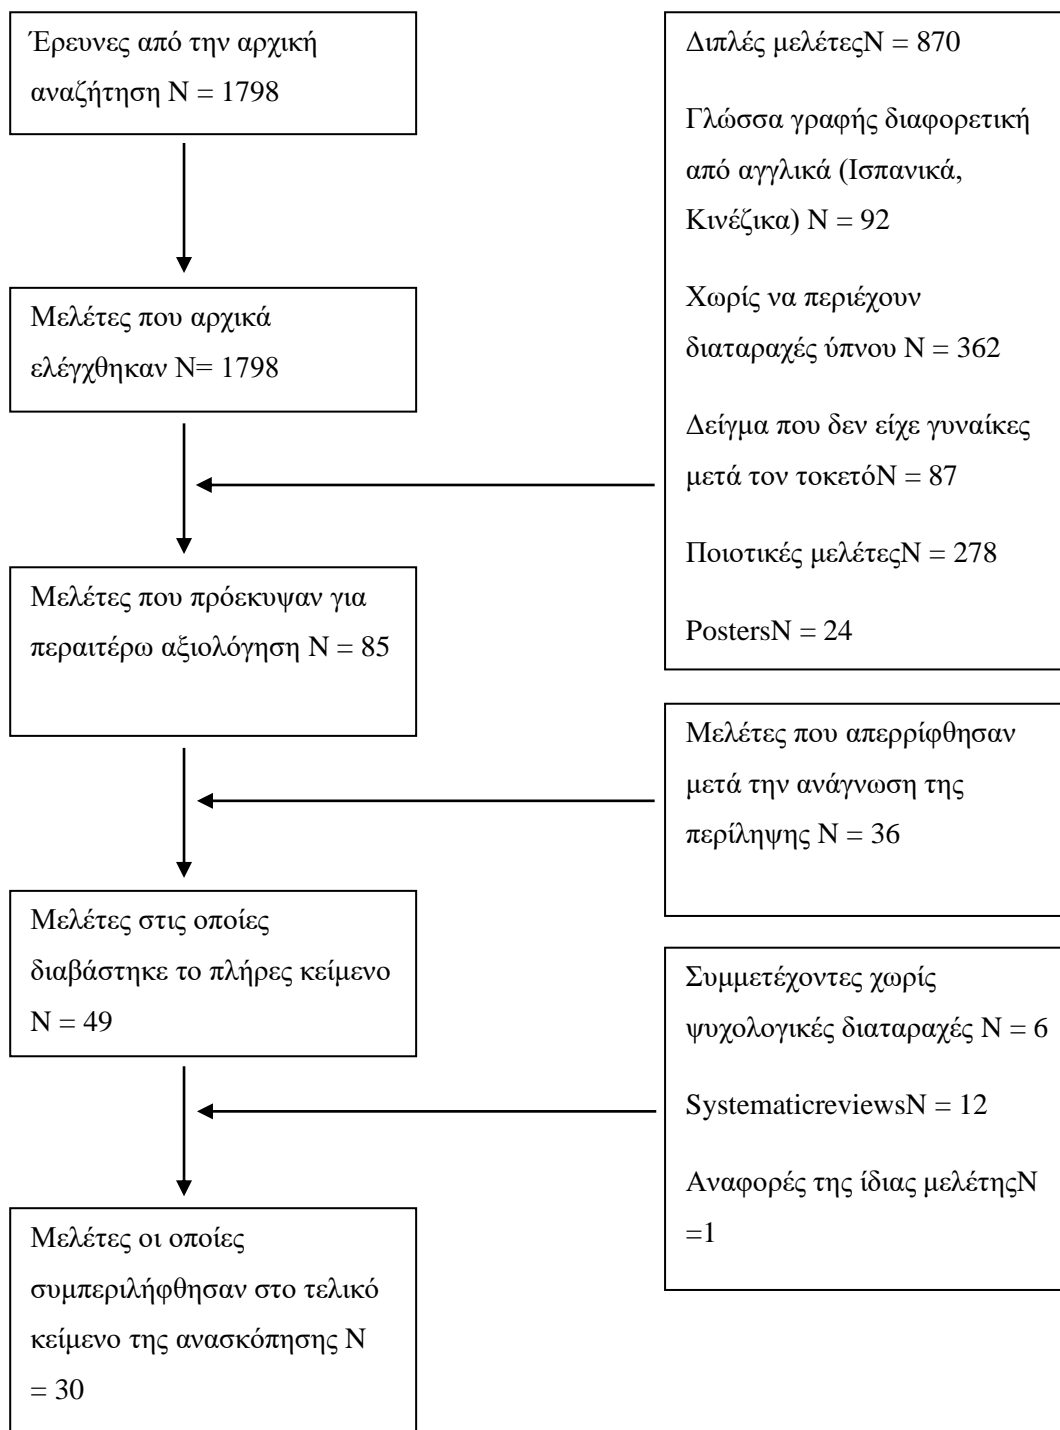 Έρευνες από την αρχική
αναζήτηση Ν = 1798
Μελέτες που αρχικά
ελέγχθηκαν Ν= 1798
Μελέτες που πρόεκυψαν για
περαιτέρω αξιολόγηση Ν = 85
Μελέτες στις οποίες
διαβάστηκε το πλήρες κείμενο
Ν = 49
Μελέτες οι οποίες
συμπεριλήφθησαν στο τελικό
κείμενο της ανασκόπησης Ν
= 30
Διπλές μελέτεςΝ = 870
Γλώσσα γραφής διαφορετική
από αγγλικά (Ισπανικά,
Κινέζικα) Ν = 92
Χωρίς να περιέχουν
διαταραχές ύπνου Ν = 362
Δείγμα που δεν είχε γυναίκες
μετά τον τοκετόΝ = 87
Ποιοτικές μελέτεςΝ = 278
PostersN = 24
Μελέτες που απερρίφθησαν
μετά την ανάγνωση της
περίληψης Ν = 36
Συμμετέχοντες χωρίς
ψυχολογικές διαταραχές Ν = 6
SystematicreviewsN = 12
Αναφορές της ίδιας μελέτηςΝ
=1